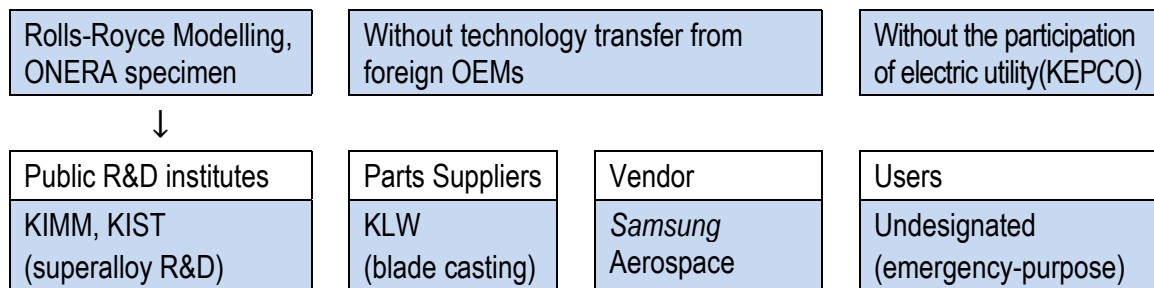 Rolls-Royce Modelling,
ONERA specimen
Without technology transfer from
foreign OEMs
Without the participation
of electric utility(KEPCO)
↓
Public R&D institutes
KIMM, KIST
(superalloy R&D)
Parts Suppliers
KLW
(blade casting)
Vendor
Samsung
Aerospace
Users
Undesignated
(emergency-purpose)